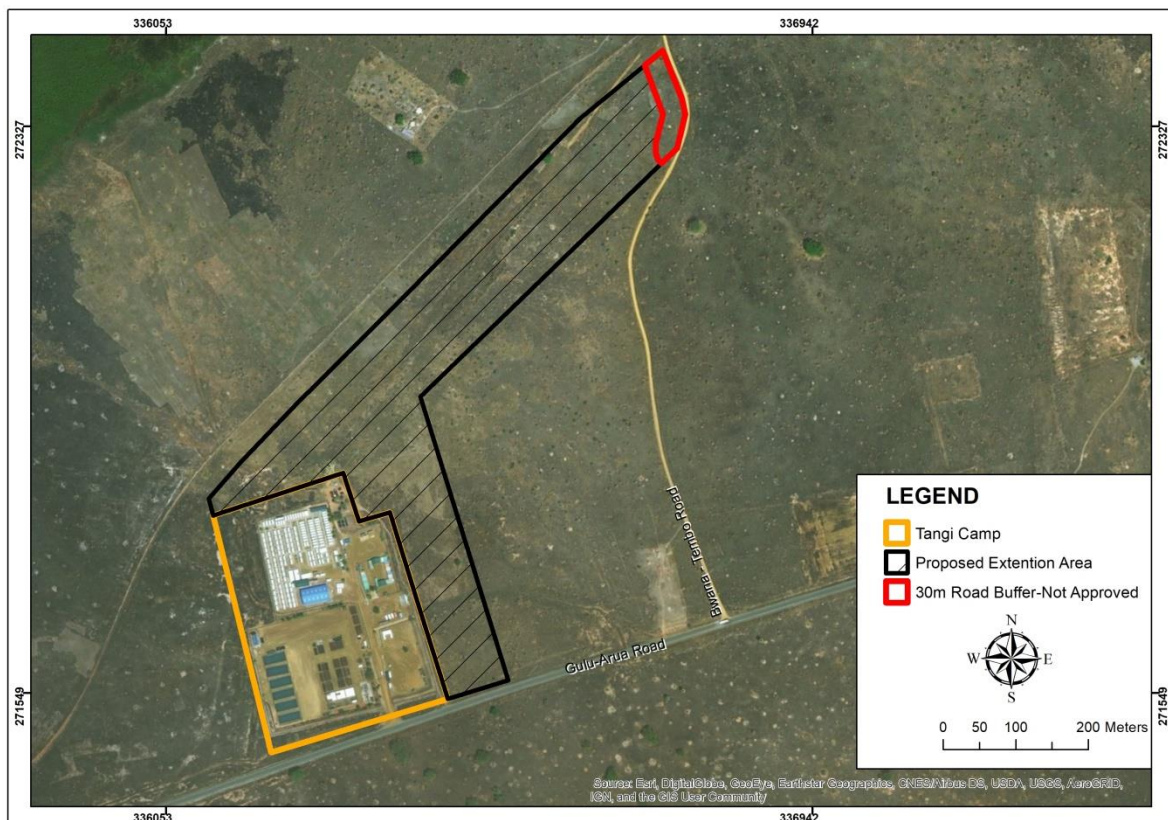 336053
336942
272327
272327
Bwana - Tembo Road
Gulu-Arua Road
271549
271549
LEGEND
Tangi Camp
Proposed Extention Area
30m Road Buffer-Not Approved
N
W
E
S
0 50 100 200 Meters
Source: Esri, DigitalGlobe, GeoEye, Earthstar Geographics, CNES/Airbus DS, USDA, USGS, AeroGRID,
IGN, and the GIS User Community
336053
336942